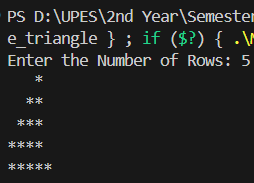 PS D:\UPES\2nd Year\Semester
e_triangle } ; if ($?) { .\
Enter the Number of Rows: 5
    *
   **
  ***
****
*****